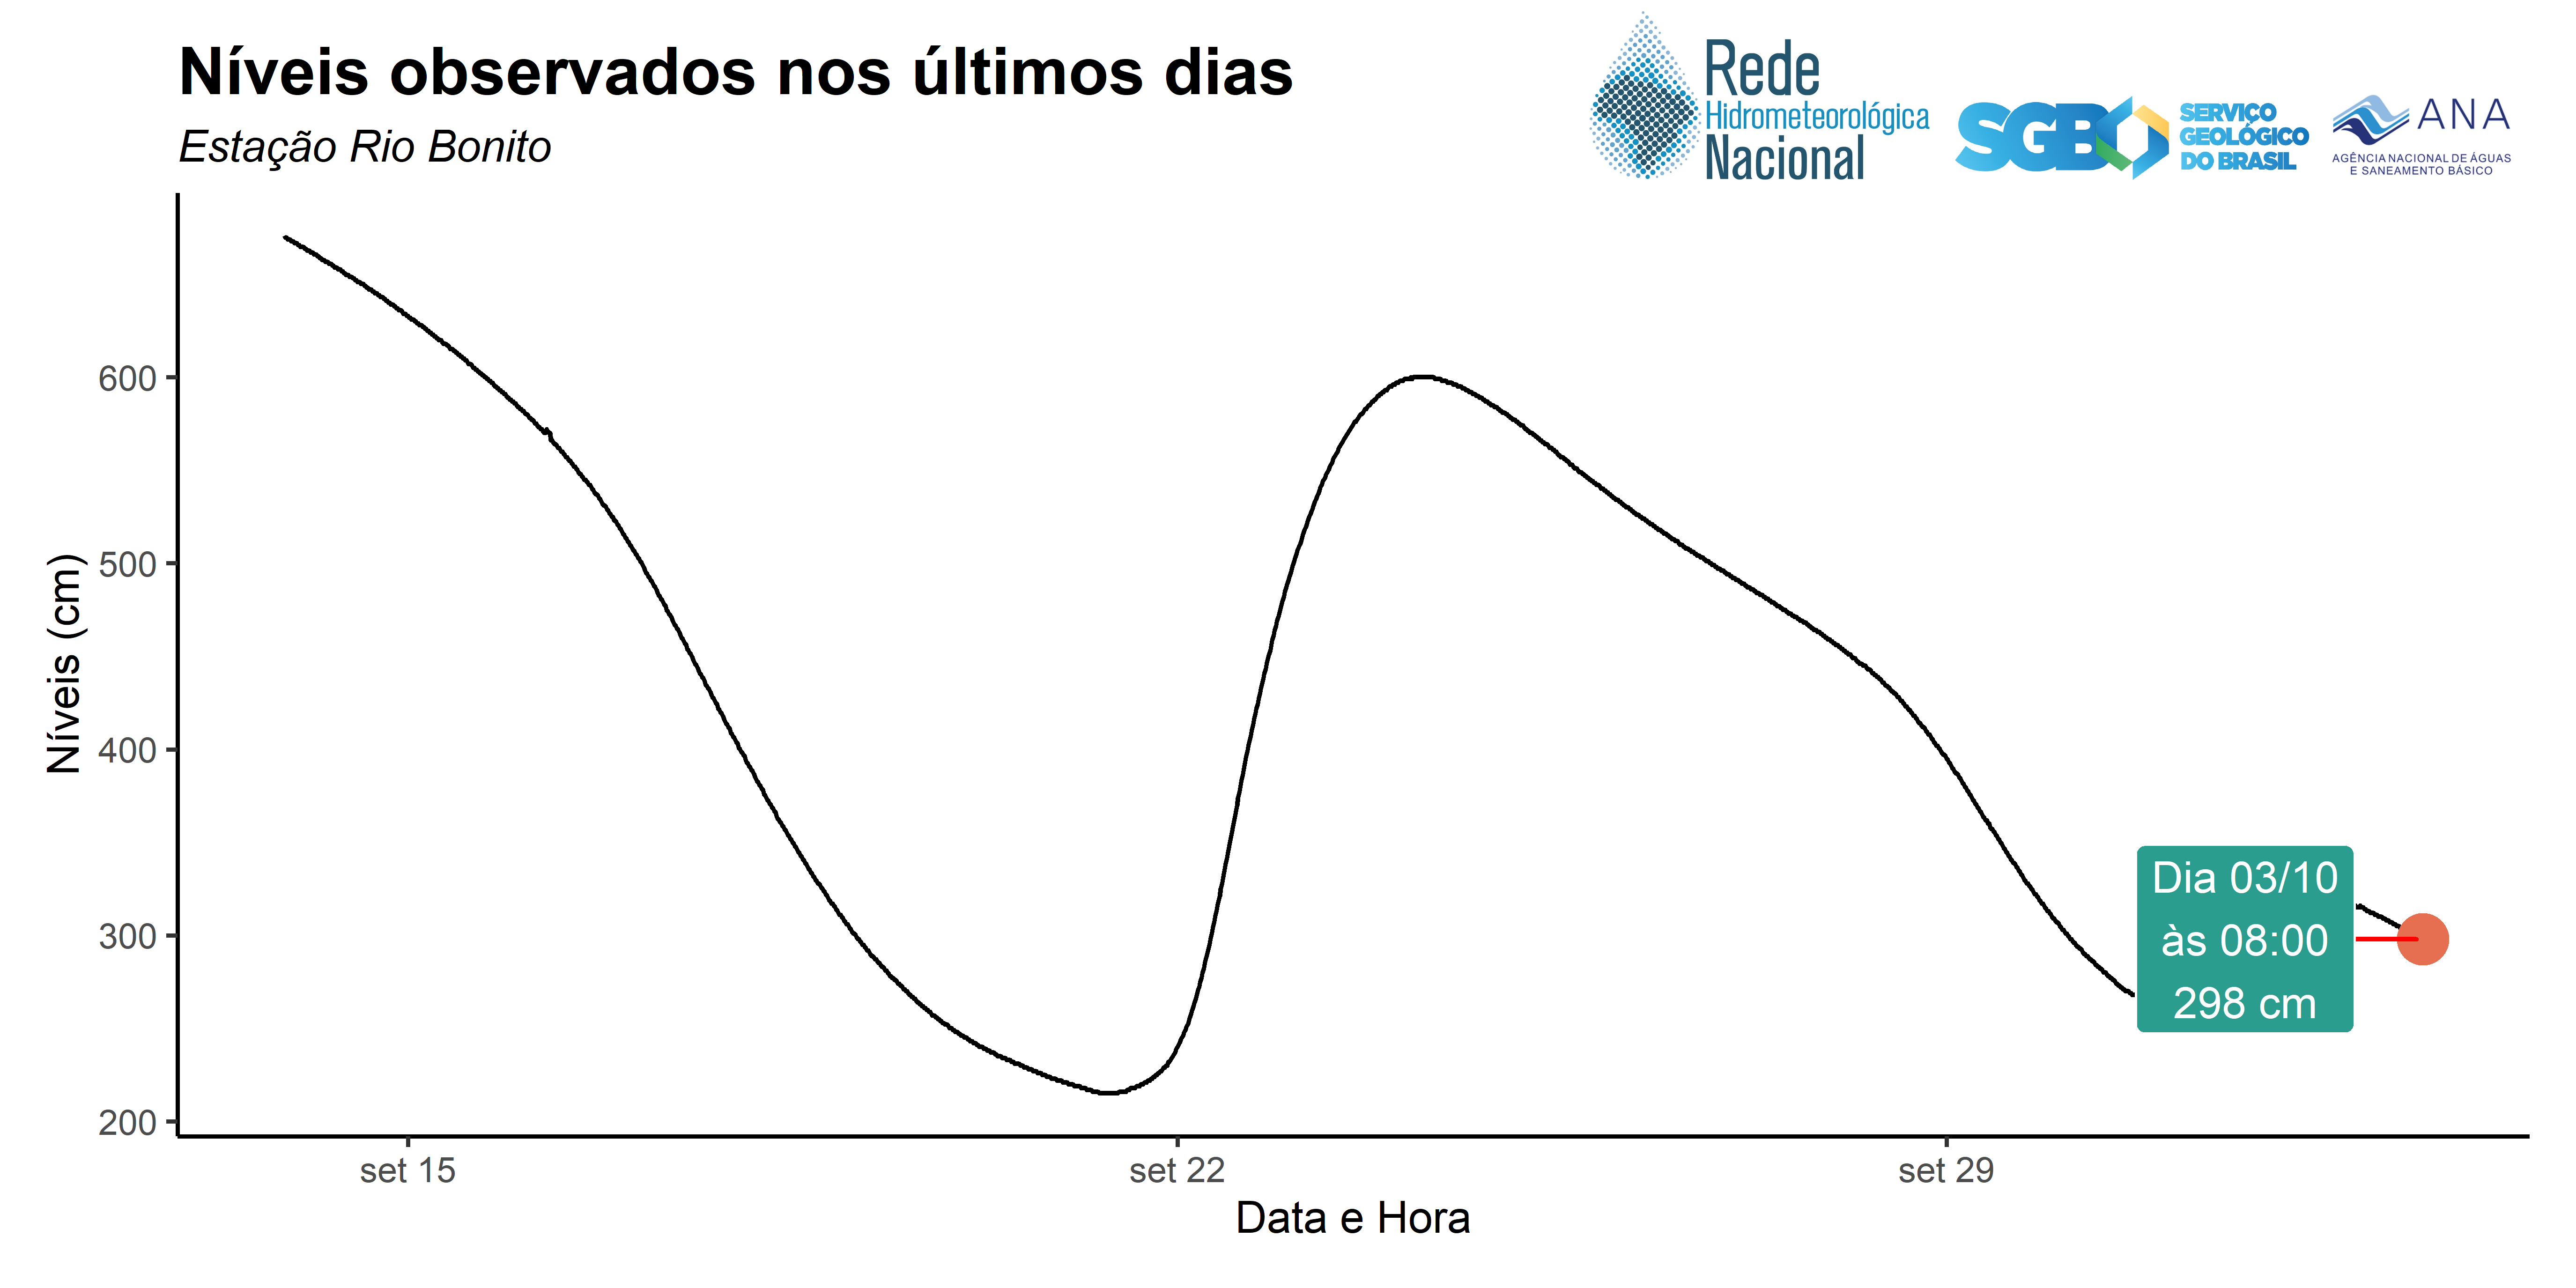 Níveis observados nos últimos dias
Estação Rio Bonito
Rede
Hidrometeorológica
Nacional
SGB
SERVIÇO
GEOLÓGICO
DO BRASIL
ANA
AGÊNCIA NACIONAL DE ÁGUAS
E SANEAMENTO BÁSICO
Níveis (cm)
600
500
400
300
200
Dia 03/10
às 08:00
298 cm
set 15
set 22
set 29
Data e Hora